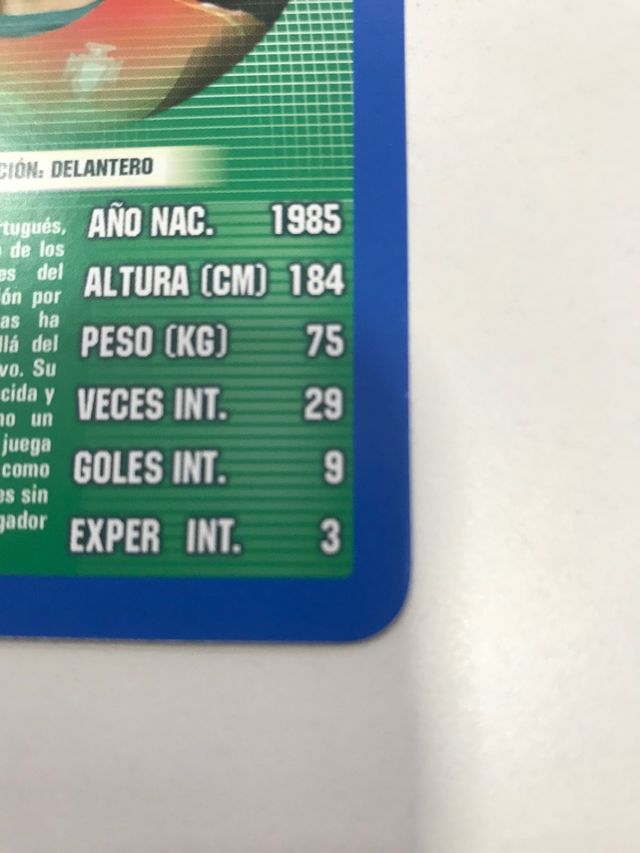 CIÓN: DELANTERO
tugués,
de los
es del
ón por
as ha
llá del
vo. Su
cida y
no un
juega
como
es sin
gador
AÑO NAC. 1985
ALTURA (CM) 184
PESO (KG) 75
VECES INT. 29
GOLES INT. 9
EXPER INT. 3